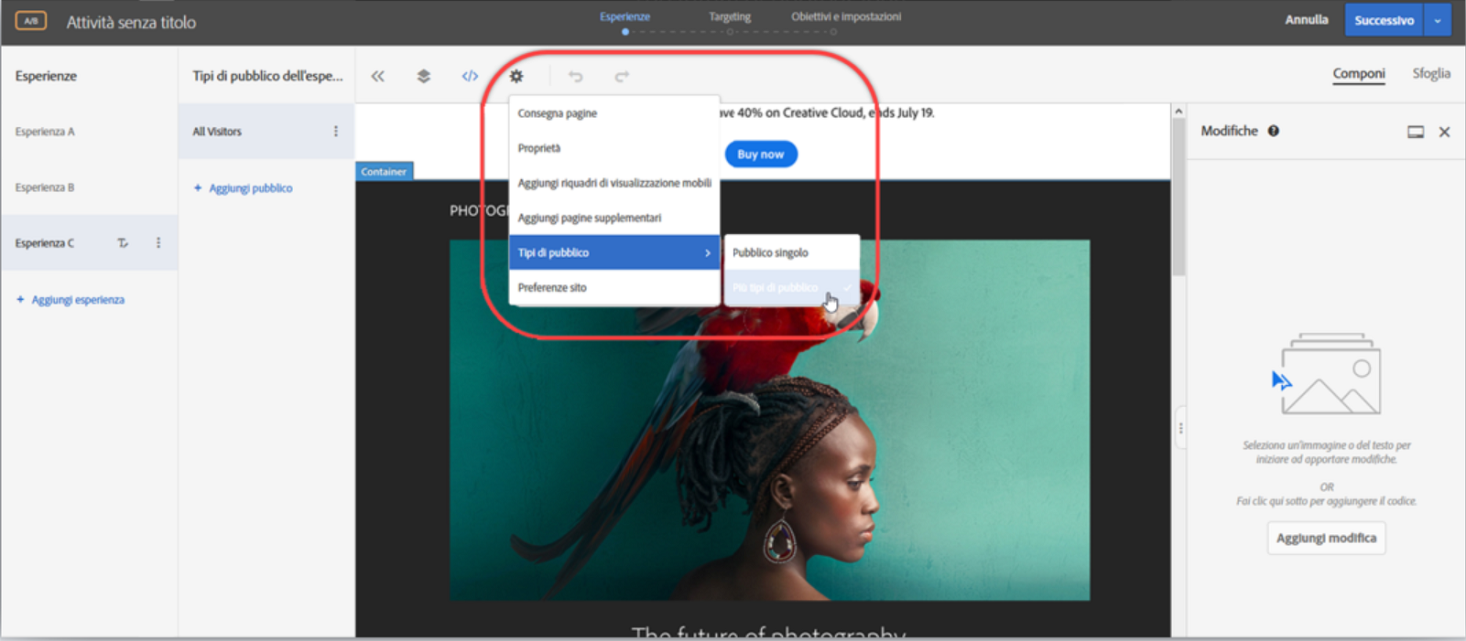 A/B
Attività senza titolo
Esperienze
Targeting
Obiettivi e impostazioni
Annulla
Successivo
Esperienze
Tipi di pubblico dell'espe...
</>
Componi
Sfoglia
Esperienza A
Esperienza B
Esperienza C
+ Aggiungi esperienza
All Visitors
+ Aggiungi pubblico
ave 40% on Creative Cloud, ends July 19.
Buy now
Container
PHOTOG
Consegna pagine
Proprietà
Aggiungi riquadri di visualizzazione mobili
Aggiungi pagine supplementari
Tipi di pubblico
Preferenze sito
Pubblico singolo
Più tipi di pubblico
The future of photography
Modifiche
Seleziona un'immagine o del testo per
iniziare ad apportare modifiche.
OR
Fai clic qui sotto per aggiungere il codice.
Aggiungi modifica